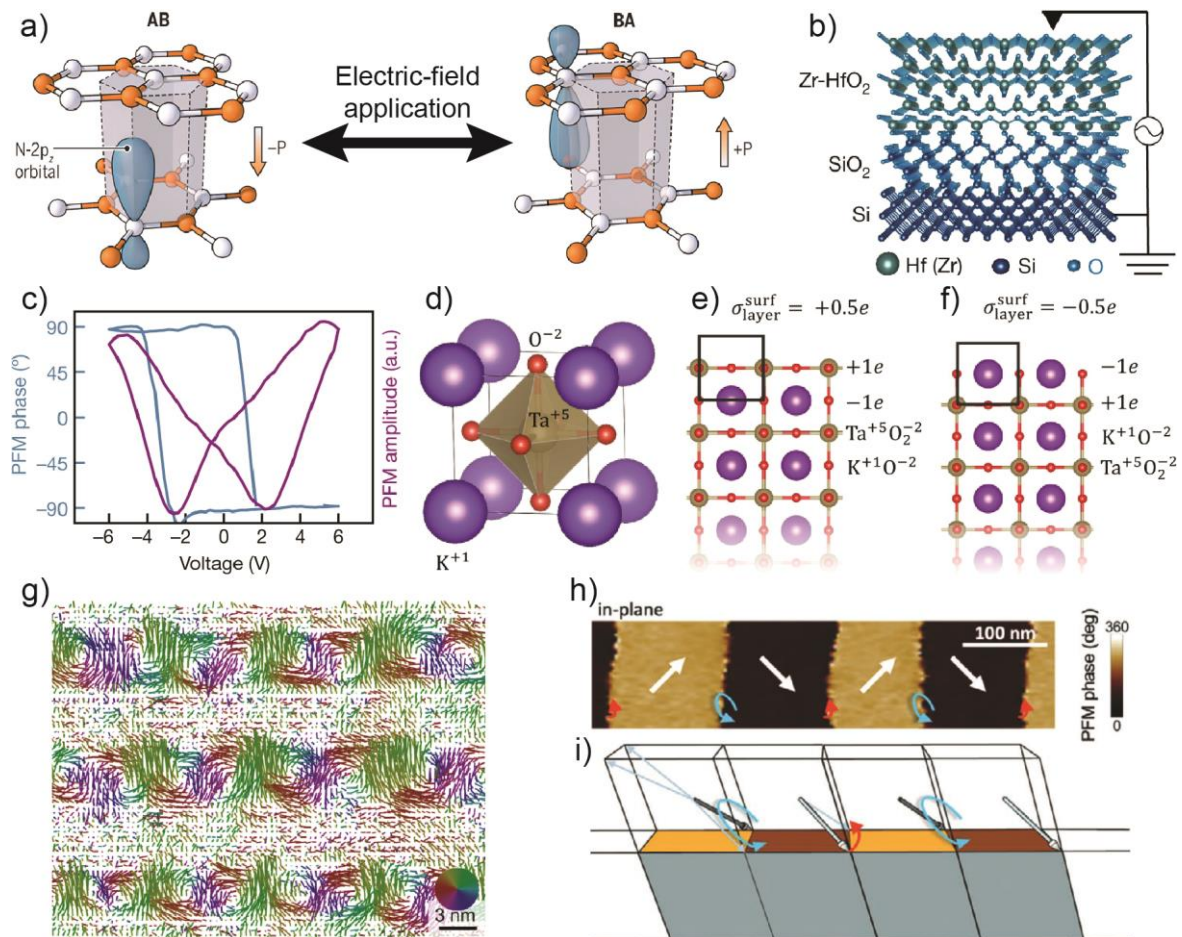 a)
AB
BA
Electric-field
application
N-2p_z
orbital
−P
+P
b)
Zr-HfO₂
SiO₂
Si
Hf (Zr)
Si
O
c)
PFM phase (°)
90
45
0
−45
−90
−6
−4
−2
0
2
4
6
Voltage (V)
PFM amplitude (a.u.)
d)
O⁻²
Ta⁺⁵
K⁺¹
e)
σ^surf_layer = +0.5e
+1e
−1e
Ta⁺⁵O₂⁻²
K⁺¹O⁻²
f)
σ^surf_layer = −0.5e
−1e
+1e
K⁺¹O⁻²
Ta⁺⁵O₂⁻²
g)
3 nm
h)
in-plane
100 nm
360
0
PFM phase (deg)
i)